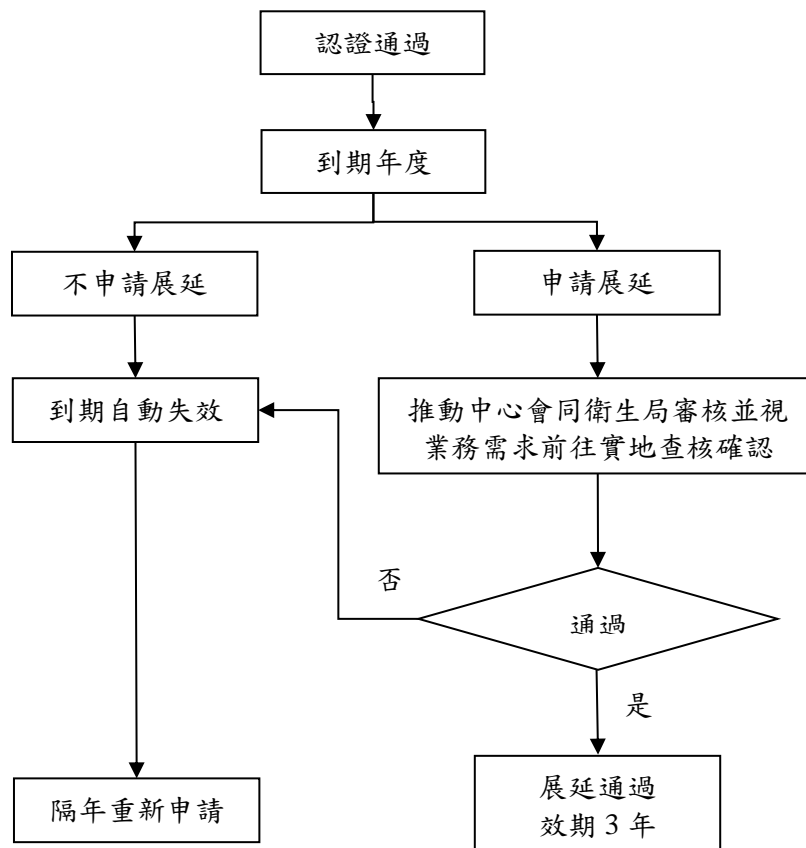 認證通過
到期年度
不申請展延
申請展延
到期自動失效
推動中心會同衛生局審核並視
業務需求前往實地查核確認
否
通過
是
隔年重新申請
展延通過
效期 3 年